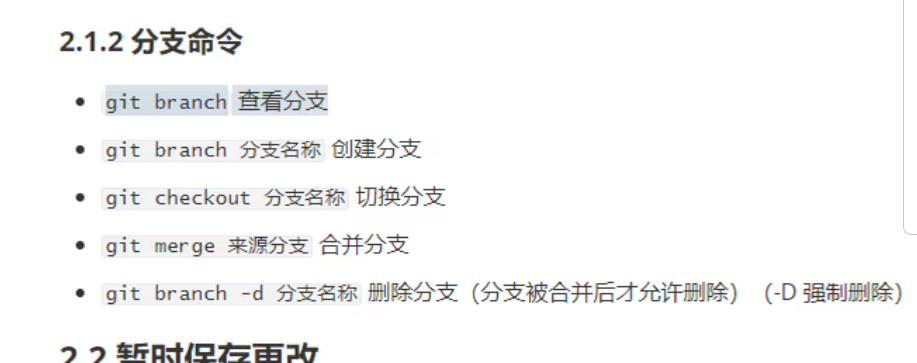 2.1.2 分支命令
git branch 查看分支
git branch 分支名称 创建分支
git checkout 分支名称 切换分支
git merge 来源分支 合并分支
git branch -d 分支名称 删除分支（分支被合并后才允许删除）（-D 强制删除）
2.2 暂时保存更改